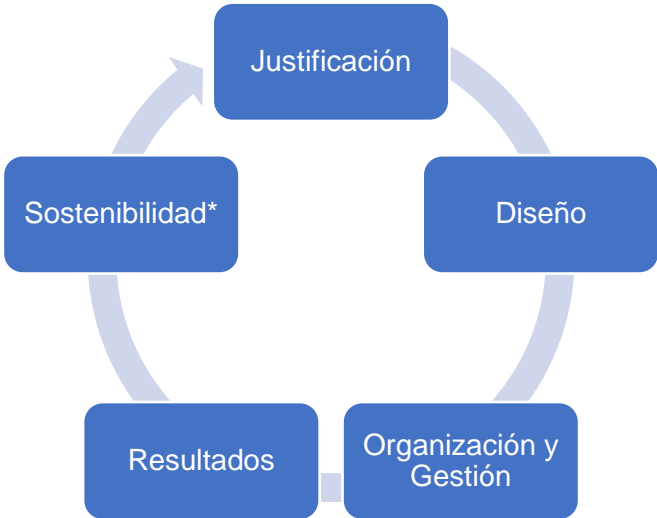 Justificación
Diseño
Organización y
Gestión
Resultados
Sostenibilidad*